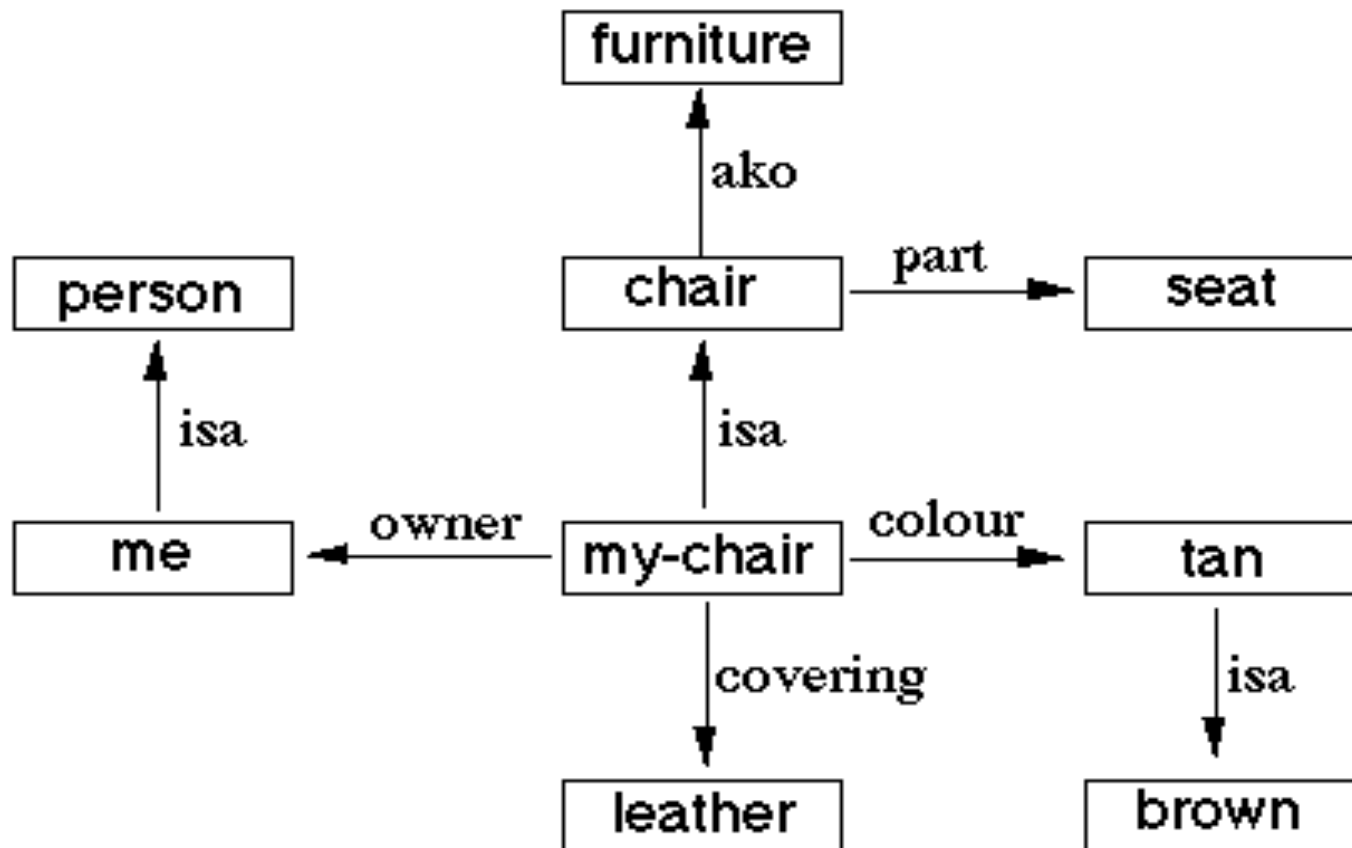 furniture
ako
person
chair
part
seat
isa
isa
me
owner
my-chair
colour
tan
covering
isa
leather
brown